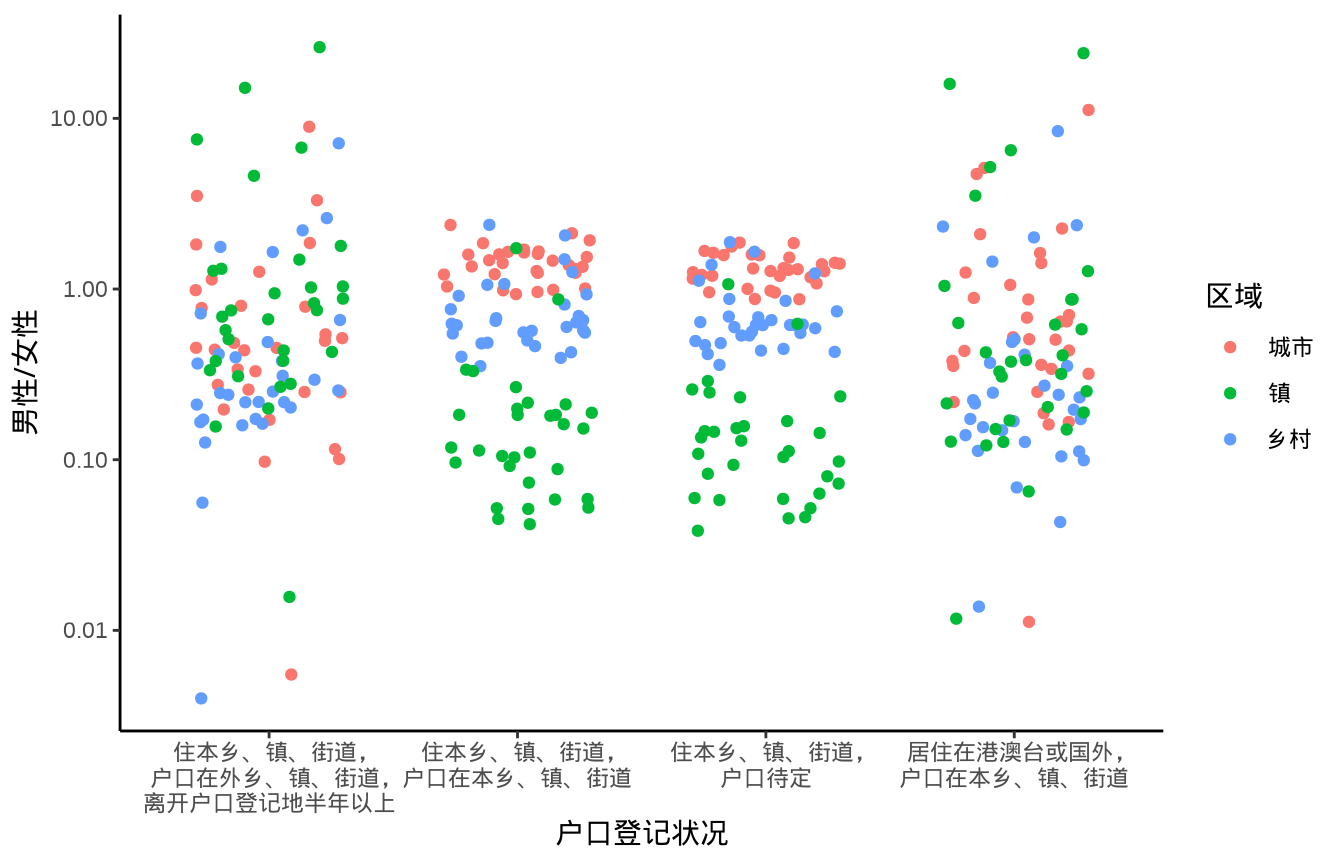 男性/女性
10.00
1.00
0.10
0.01
住本乡、镇、街道，
户口在外乡、镇、街道，
离开户口登记地半年以上
住本乡、镇、街道，
户口在本乡、镇、街道
住本乡、镇、街道，
户口待定
居住在港澳台或国外，
户口在本乡、镇、街道
户口登记状况
区域
城市
镇
乡村